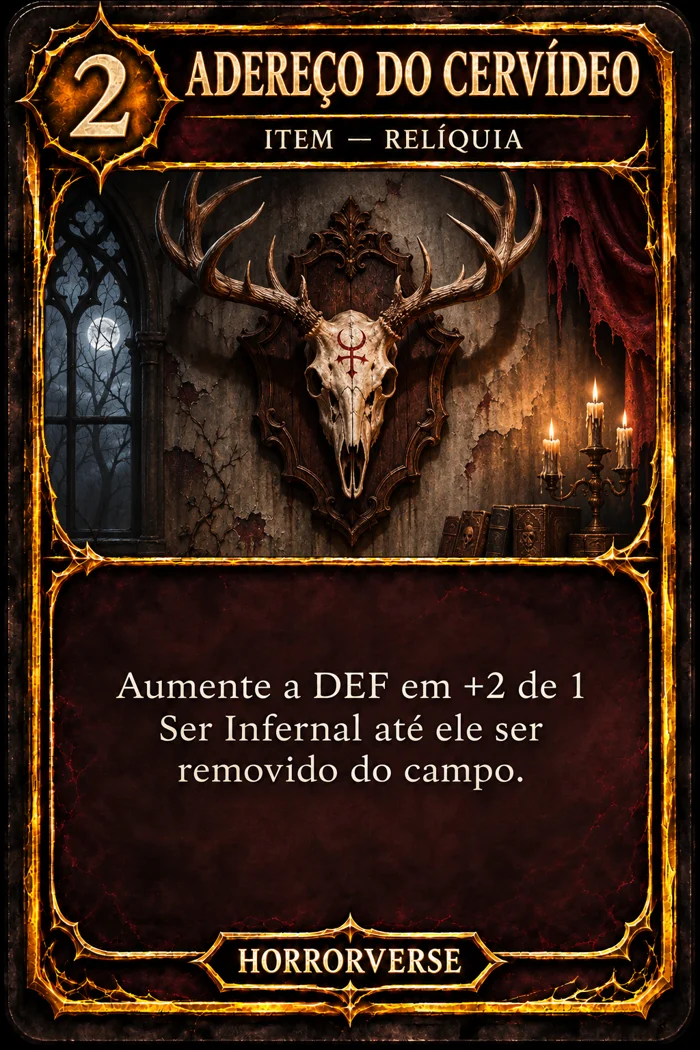 2
ADEREÇO DO CERVÍDEO
ITEM — RELÍQUIA
Aumente a DEF em +2 de 1
Ser Infernal até ele ser
removido do campo.
HORRORVERSE